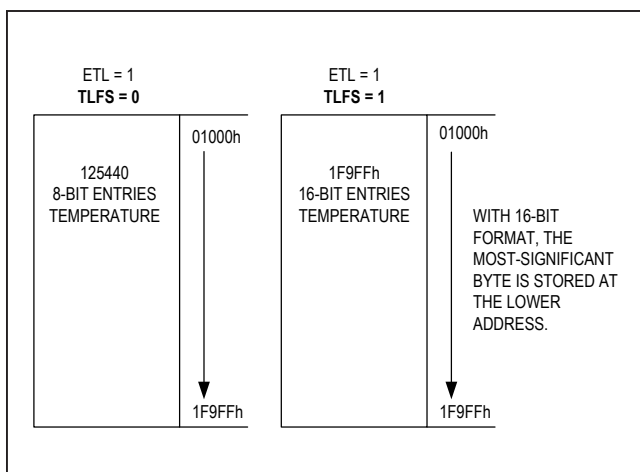 ETL = 1
TLFS = 0
01000h
125440
8-BIT ENTRIES
TEMPERATURE
1F9FFh
ETL = 1
TLFS = 1
01000h
1F9FFh
16-BIT ENTRIES
TEMPERATURE
WITH 16-BIT
FORMAT, THE
MOST-SIGNIFICANT
BYTE IS STORED AT
THE LOWER
ADDRESS.
1F9FFh